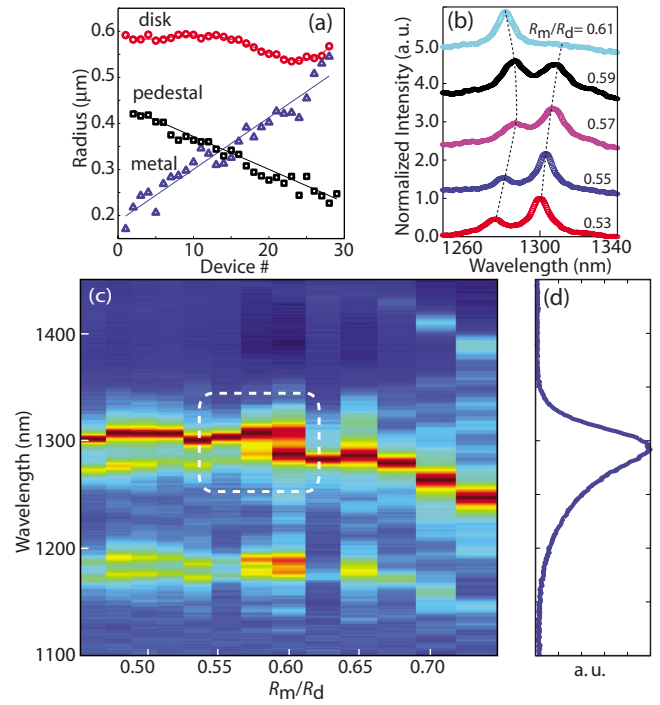 (a)
Radius (μm)
0.6
0.5
0.4
0.3
0.2
disk
pedestal
metal
0
10
20
30
Device #
(b)
Normalized Intensity (a. u.)
5.0
4.0
3.0
2.0
1.0
0.0
Rm/Rd= 0.61
0.59
0.57
0.55
0.53
1260
1300
1340
Wavelength (nm)
(c)
Wavelength (nm)
1400
1300
1200
1100
0.50
0.55
0.60
0.65
0.70
Rm/Rd
(d)
a. u.